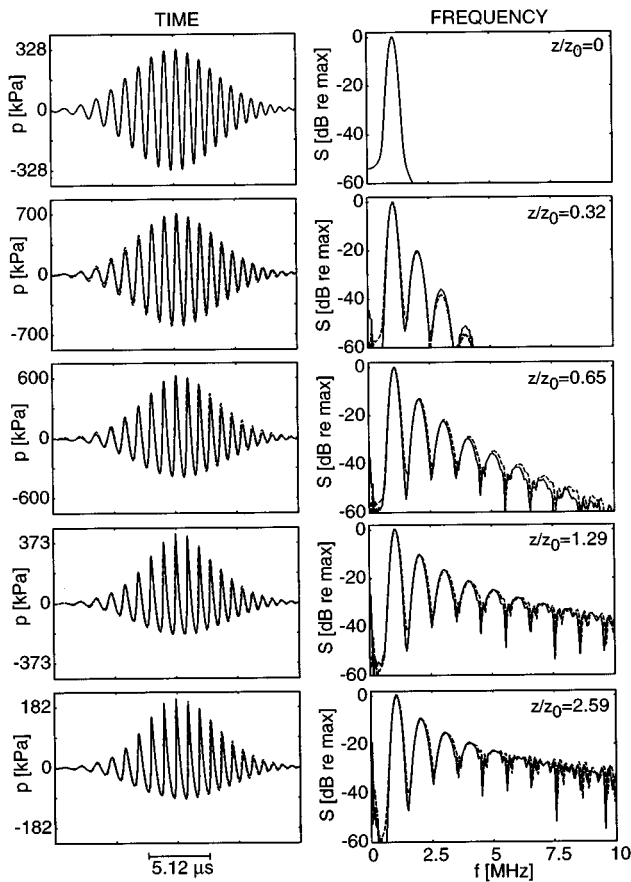 TIME
FREQUENCY
p [kPa]
328
0
-328
S [dB re max]
0
-20
-40
-60
z/z0=0
p [kPa]
700
0
-700
S [dB re max]
0
-20
-40
-60
z/z0=0.32
p [kPa]
600
0
-600
S [dB re max]
0
-20
-40
-60
z/z0=0.65
p [kPa]
373
0
-373
S [dB re max]
0
-20
-40
-60
z/z0=1.29
p [kPa]
182
0
-182
S [dB re max]
0
-20
-40
-60
z/z0=2.59
5.12 μs
0 2.5 5 7.5 10
f [MHz]